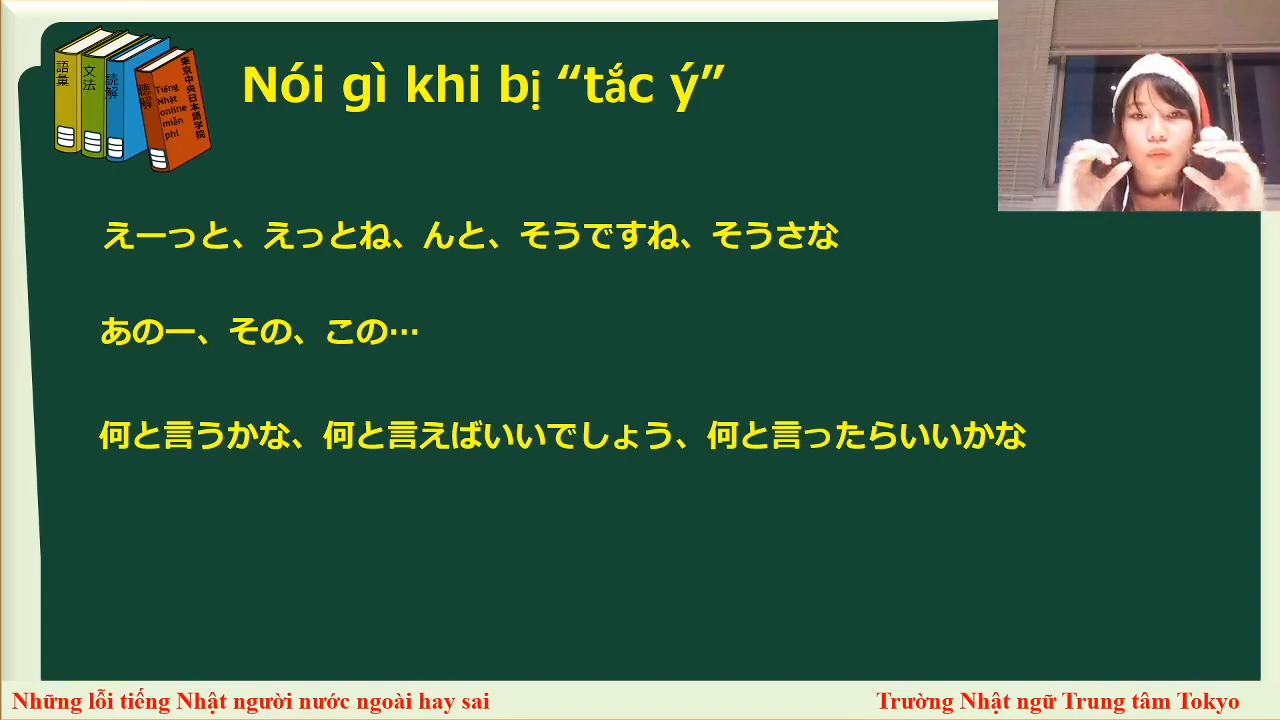 語彙
文法
読解
聴解
Tiếng
Nhật
online
miễn
phí
東京中央日本語学院
Nói gì khi bị “tắc ý”
えーっと、えっとね、んと、そうですね、そうさな
あのー、その、この…
何と言うかな、何と言えばいいでしょう、何と言ったらいいかな
Những lỗi tiếng Nhật người nước ngoài hay sai
Trường Nhật ngữ Trung tâm Tokyo